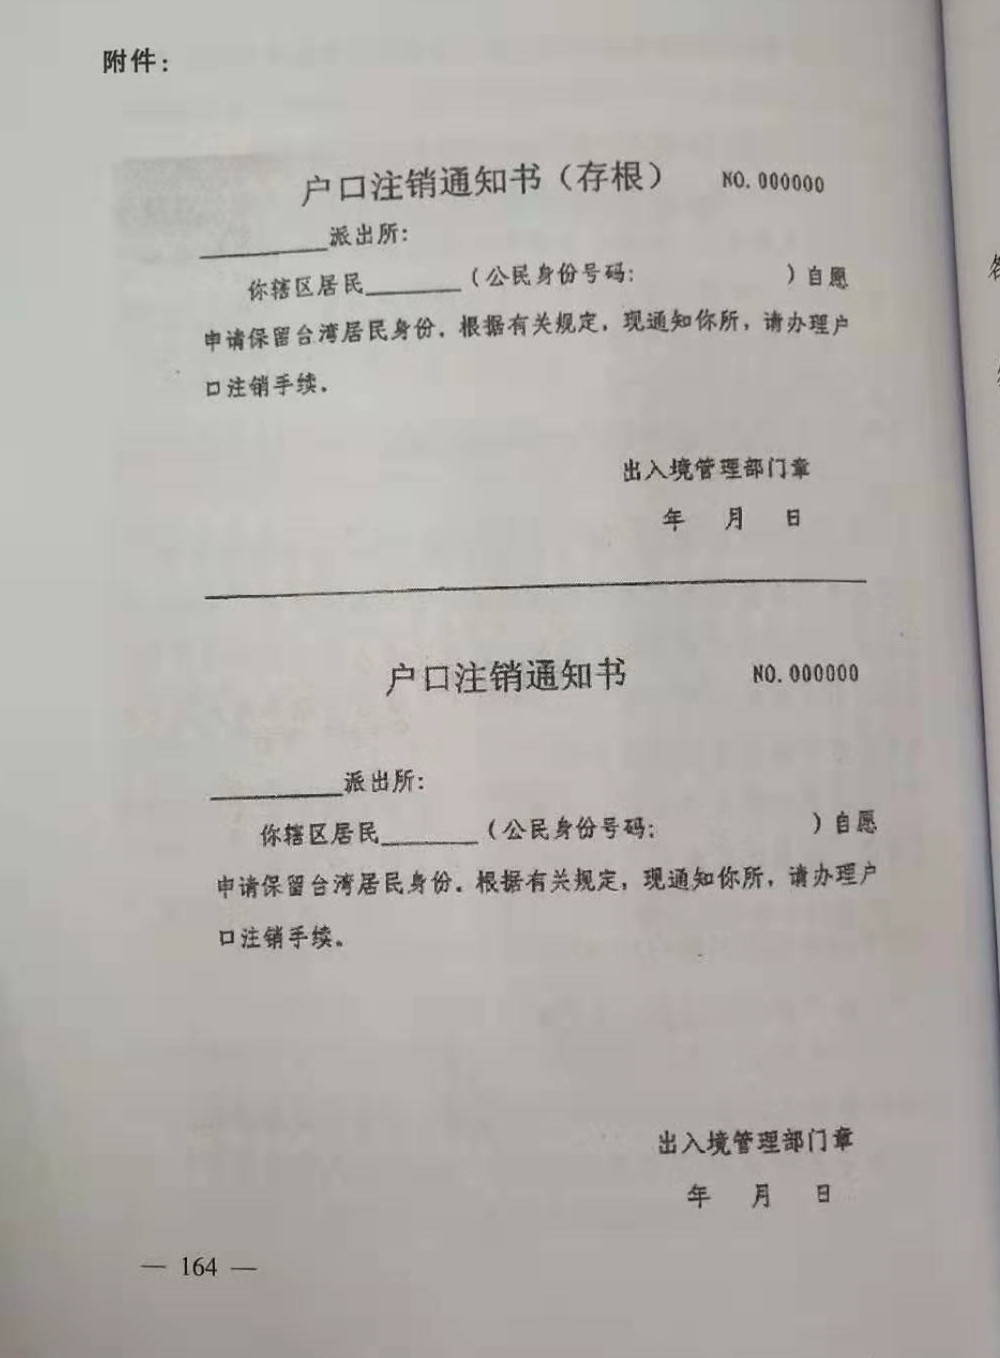 附件：
户口注销通知书（存根） NO. 000000
________派出所：
你辖区居民______（公民身份号码： ）自愿
申请保留台湾居民身份。根据有关规定，现通知你所，请办理户
口注销手续。
出入境管理部门章
年 月 日
户口注销通知书 NO. 000000
________派出所：
你辖区居民______（公民身份号码： ）自愿
申请保留台湾居民身份。根据有关规定，现通知你所，请办理户
口注销手续。
出入境管理部门章
年 月 日
— 164 —